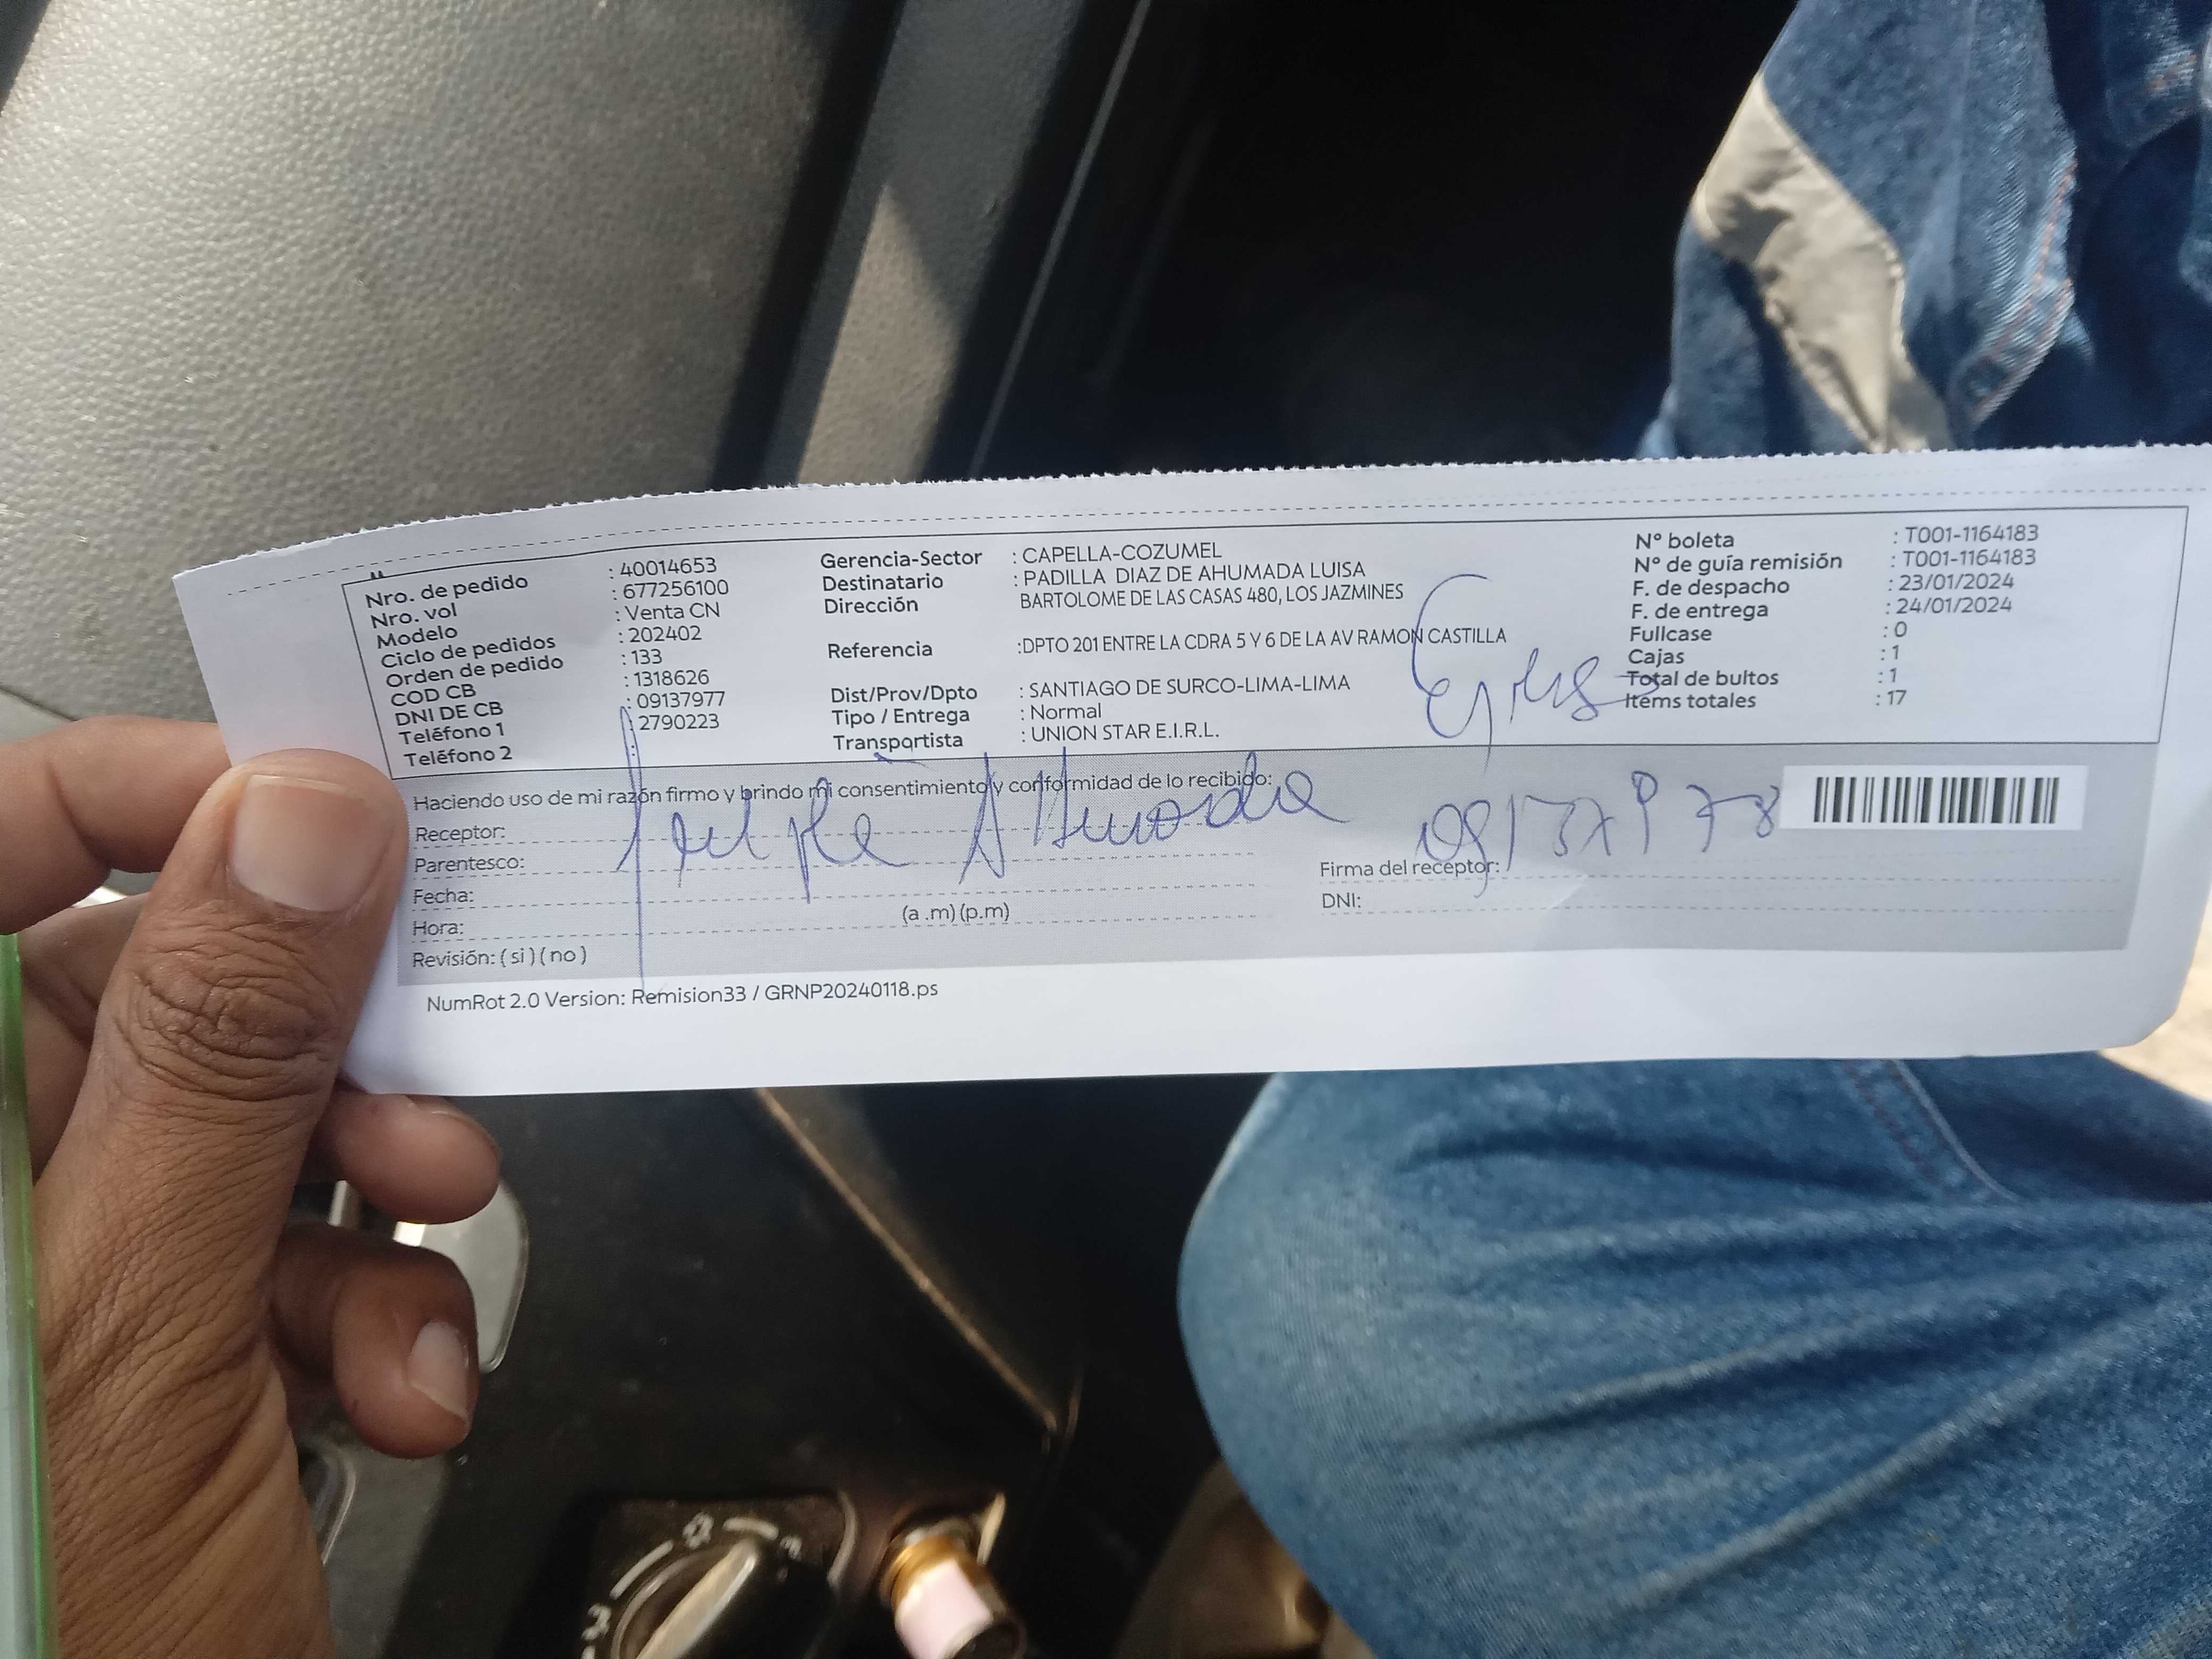 Nro. de pedido : 40014653
Nro. vol : 677256100
Modelo : Venta CN
Ciclo de pedidos : 202402
Orden de pedido : 133
COD CB : 1318626
DNI DE CB : 09137977
Teléfono 1 : 2790223
Teléfono 2 :
Gerencia-Sector : CAPELLA-COZUMEL
Destinatario : PADILLA DIAZ DE AHUMADA LUISA
Dirección BARTOLOME DE LAS CASAS 480, LOS JAZMINES
Referencia :DPTO 201 ENTRE LA CDRA 5 Y 6 DE LA AV RAMON CASTILLA
Dist/Prov/Dpto : SANTIAGO DE SURCO-LIMA-LIMA
Tipo / Entrega : Normal
Transportista : UNION STAR E.I.R.L.
N° boleta : T001-1164183
N° de guía remisión : T001-1164183
F. de despacho : 23/01/2024
F. de entrega : 24/01/2024
Fullcase : 0
Cajas : 1
Total de bultos : 1
Items totales : 17
Haciendo uso de mi razón firmo y brindo mi consentimiento y conformidad de lo recibido:
Receptor:
Parentesco:
Fecha:
Hora: (a .m) (p.m)
Revisión: ( si ) ( no )
Firma del receptor:
DNI:
NumRot 2.0 Version: Remision33 / GRNP20240118.ps